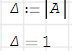 Δ := |A|
Δ = 1